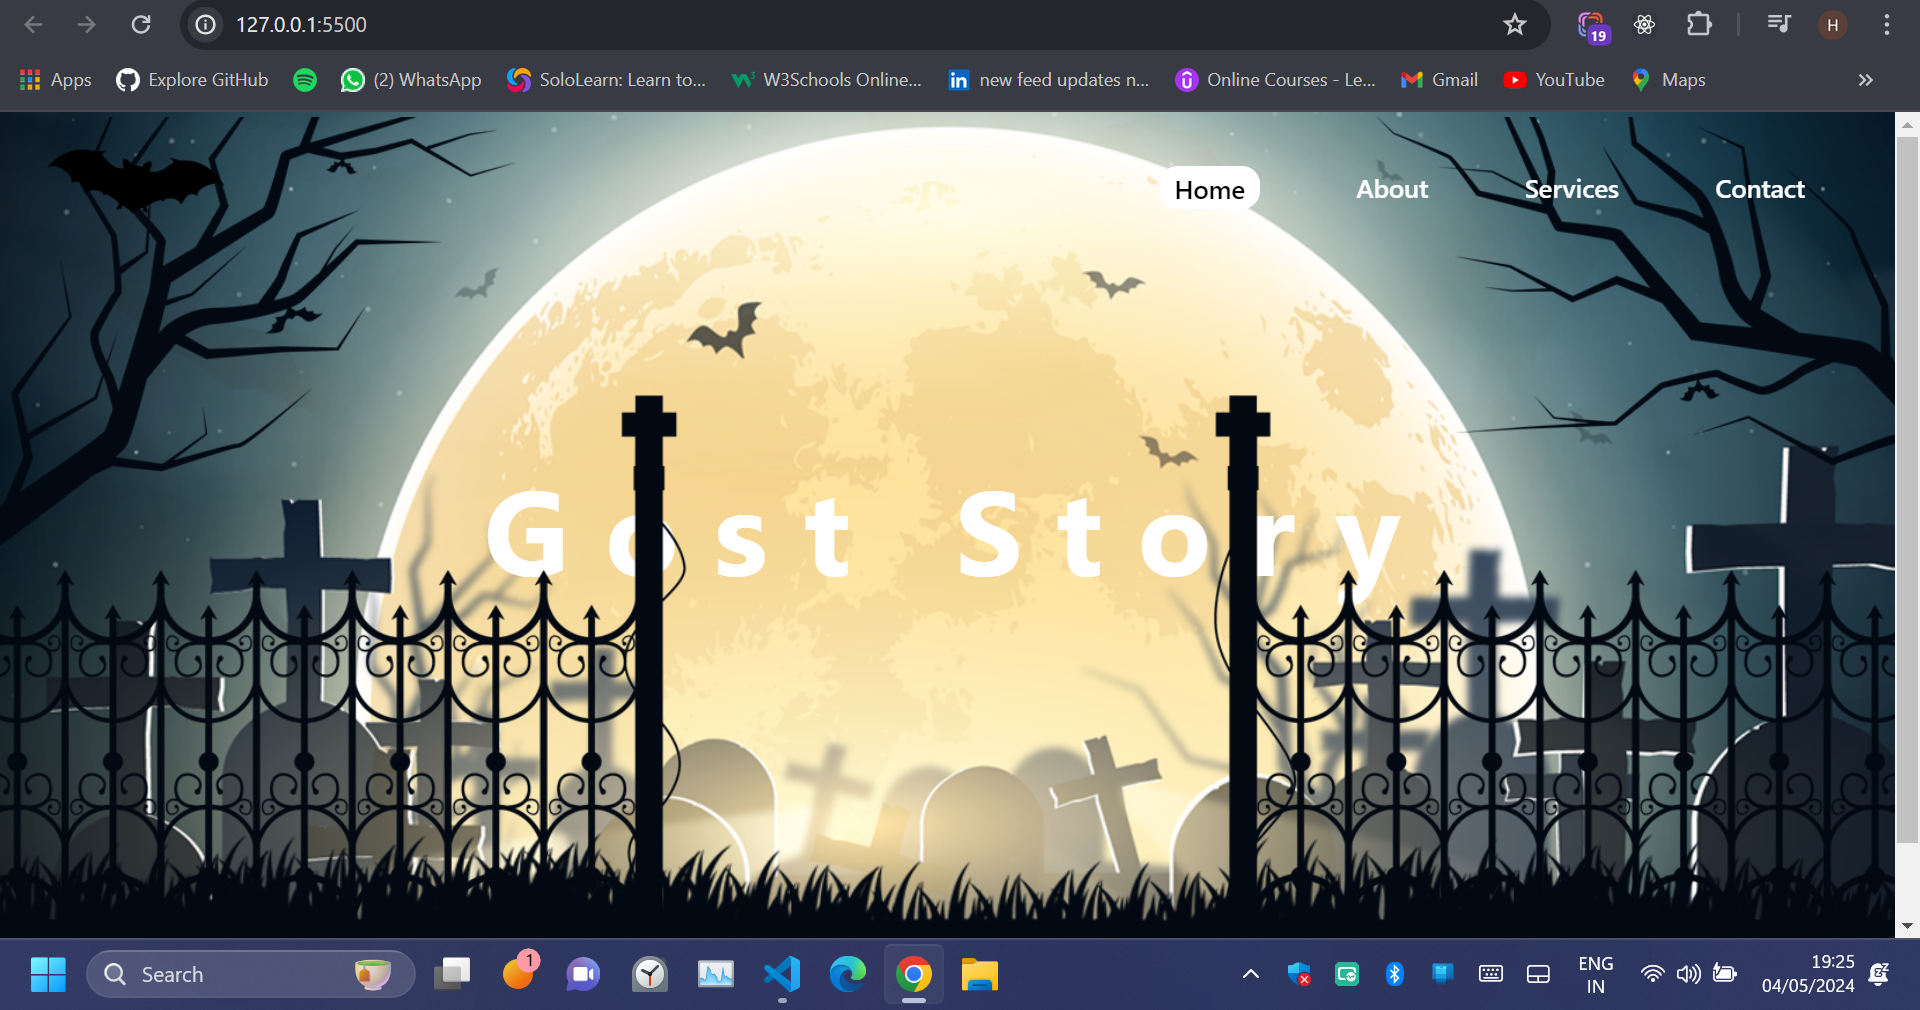 127.0.0.1:5500
19
H
Apps
Explore GitHub
(2) WhatsApp
SoloLearn: Learn to...
W3Schools Online...
in
new feed updates n...
Online Courses - Le...
Gmail
YouTube
Maps
Home
About
Services
Contact
Gost Story
Search
1
ENG
IN
19:25
04/05/2024